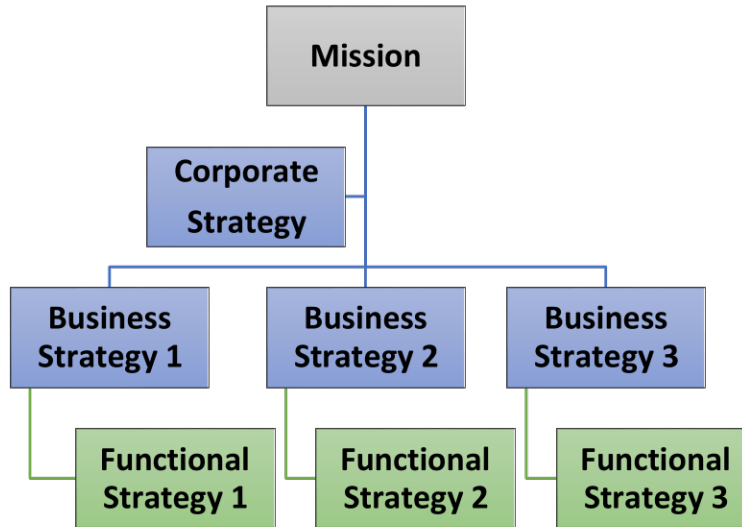 Mission
Corporate
Strategy
Business
Strategy 1
Business
Strategy 2
Business
Strategy 3
Functional
Strategy 1
Functional
Strategy 2
Functional
Strategy 3